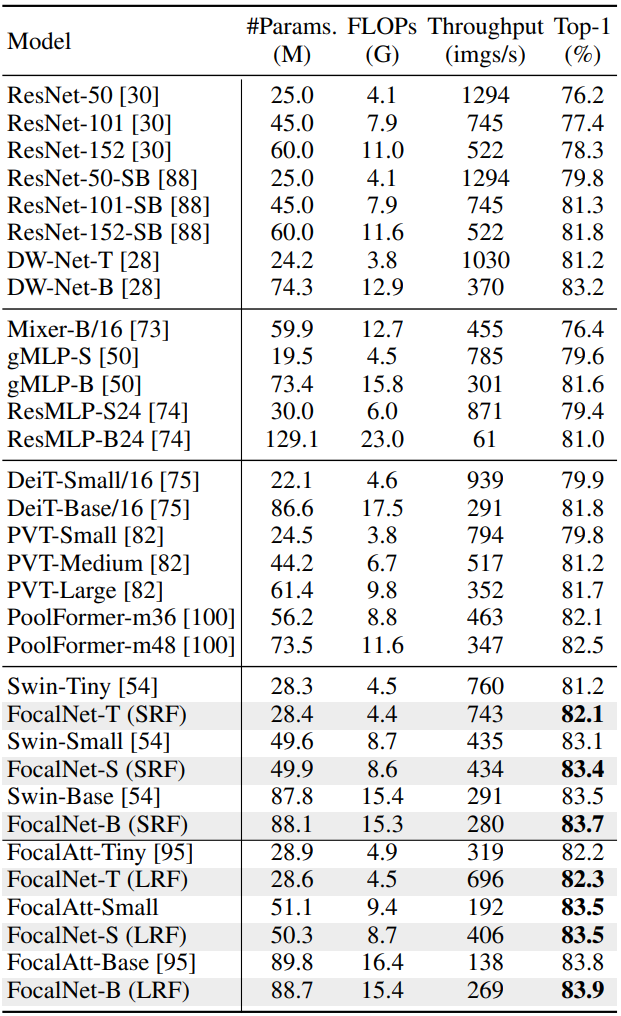 Model #Params. (M) FLOPs (G) Throughput (imgs/s) Top-1 (%)
ResNet-50 [30] 25.0 4.1 1294 76.2
ResNet-101 [30] 45.0 7.9 745 77.4
ResNet-152 [30] 60.0 11.0 522 78.3
ResNet-50-SB [88] 25.0 4.1 1294 79.8
ResNet-101-SB [88] 45.0 7.9 745 81.3
ResNet-152-SB [88] 60.0 11.6 522 81.8
DW-Net-T [28] 24.2 3.8 1030 81.2
DW-Net-B [28] 74.3 12.9 370 83.2
Mixer-B/16 [73] 59.9 12.7 455 76.4
gMLP-S [50] 19.5 4.5 785 79.6
gMLP-B [50] 73.4 15.8 301 81.6
ResMLP-S24 [74] 30.0 6.0 871 79.4
ResMLP-B24 [74] 129.1 23.0 61 81.0
DeiT-Small/16 [75] 22.1 4.6 939 79.9
DeiT-Base/16 [75] 86.6 17.5 291 81.8
PVT-Small [82] 24.5 3.8 794 79.8
PVT-Medium [82] 44.2 6.7 517 81.2
PVT-Large [82] 61.4 9.8 352 81.7
PoolFormer-m36 [100] 56.2 8.8 463 82.1
PoolFormer-m48 [100] 73.5 11.6 347 82.5
Swin-Tiny [54] 28.3 4.5 760 81.2
FocalNet-T (SRF) 28.4 4.4 743 82.1
Swin-Small [54] 49.6 8.7 435 83.1
FocalNet-S (SRF) 49.9 8.6 434 83.4
Swin-Base [54] 87.8 15.4 291 83.5
FocalNet-B (SRF) 88.1 15.3 280 83.7
FocalAtt-Tiny [95] 28.9 4.9 319 82.2
FocalNet-T (LRF) 28.6 4.5 696 82.3
FocalAtt-Small 51.1 9.4 192 83.5
FocalNet-S (LRF) 50.3 8.7 406 83.5
FocalAtt-Base [95] 89.8 16.4 138 83.8
FocalNet-B (LRF) 88.7 15.4 269 83.9